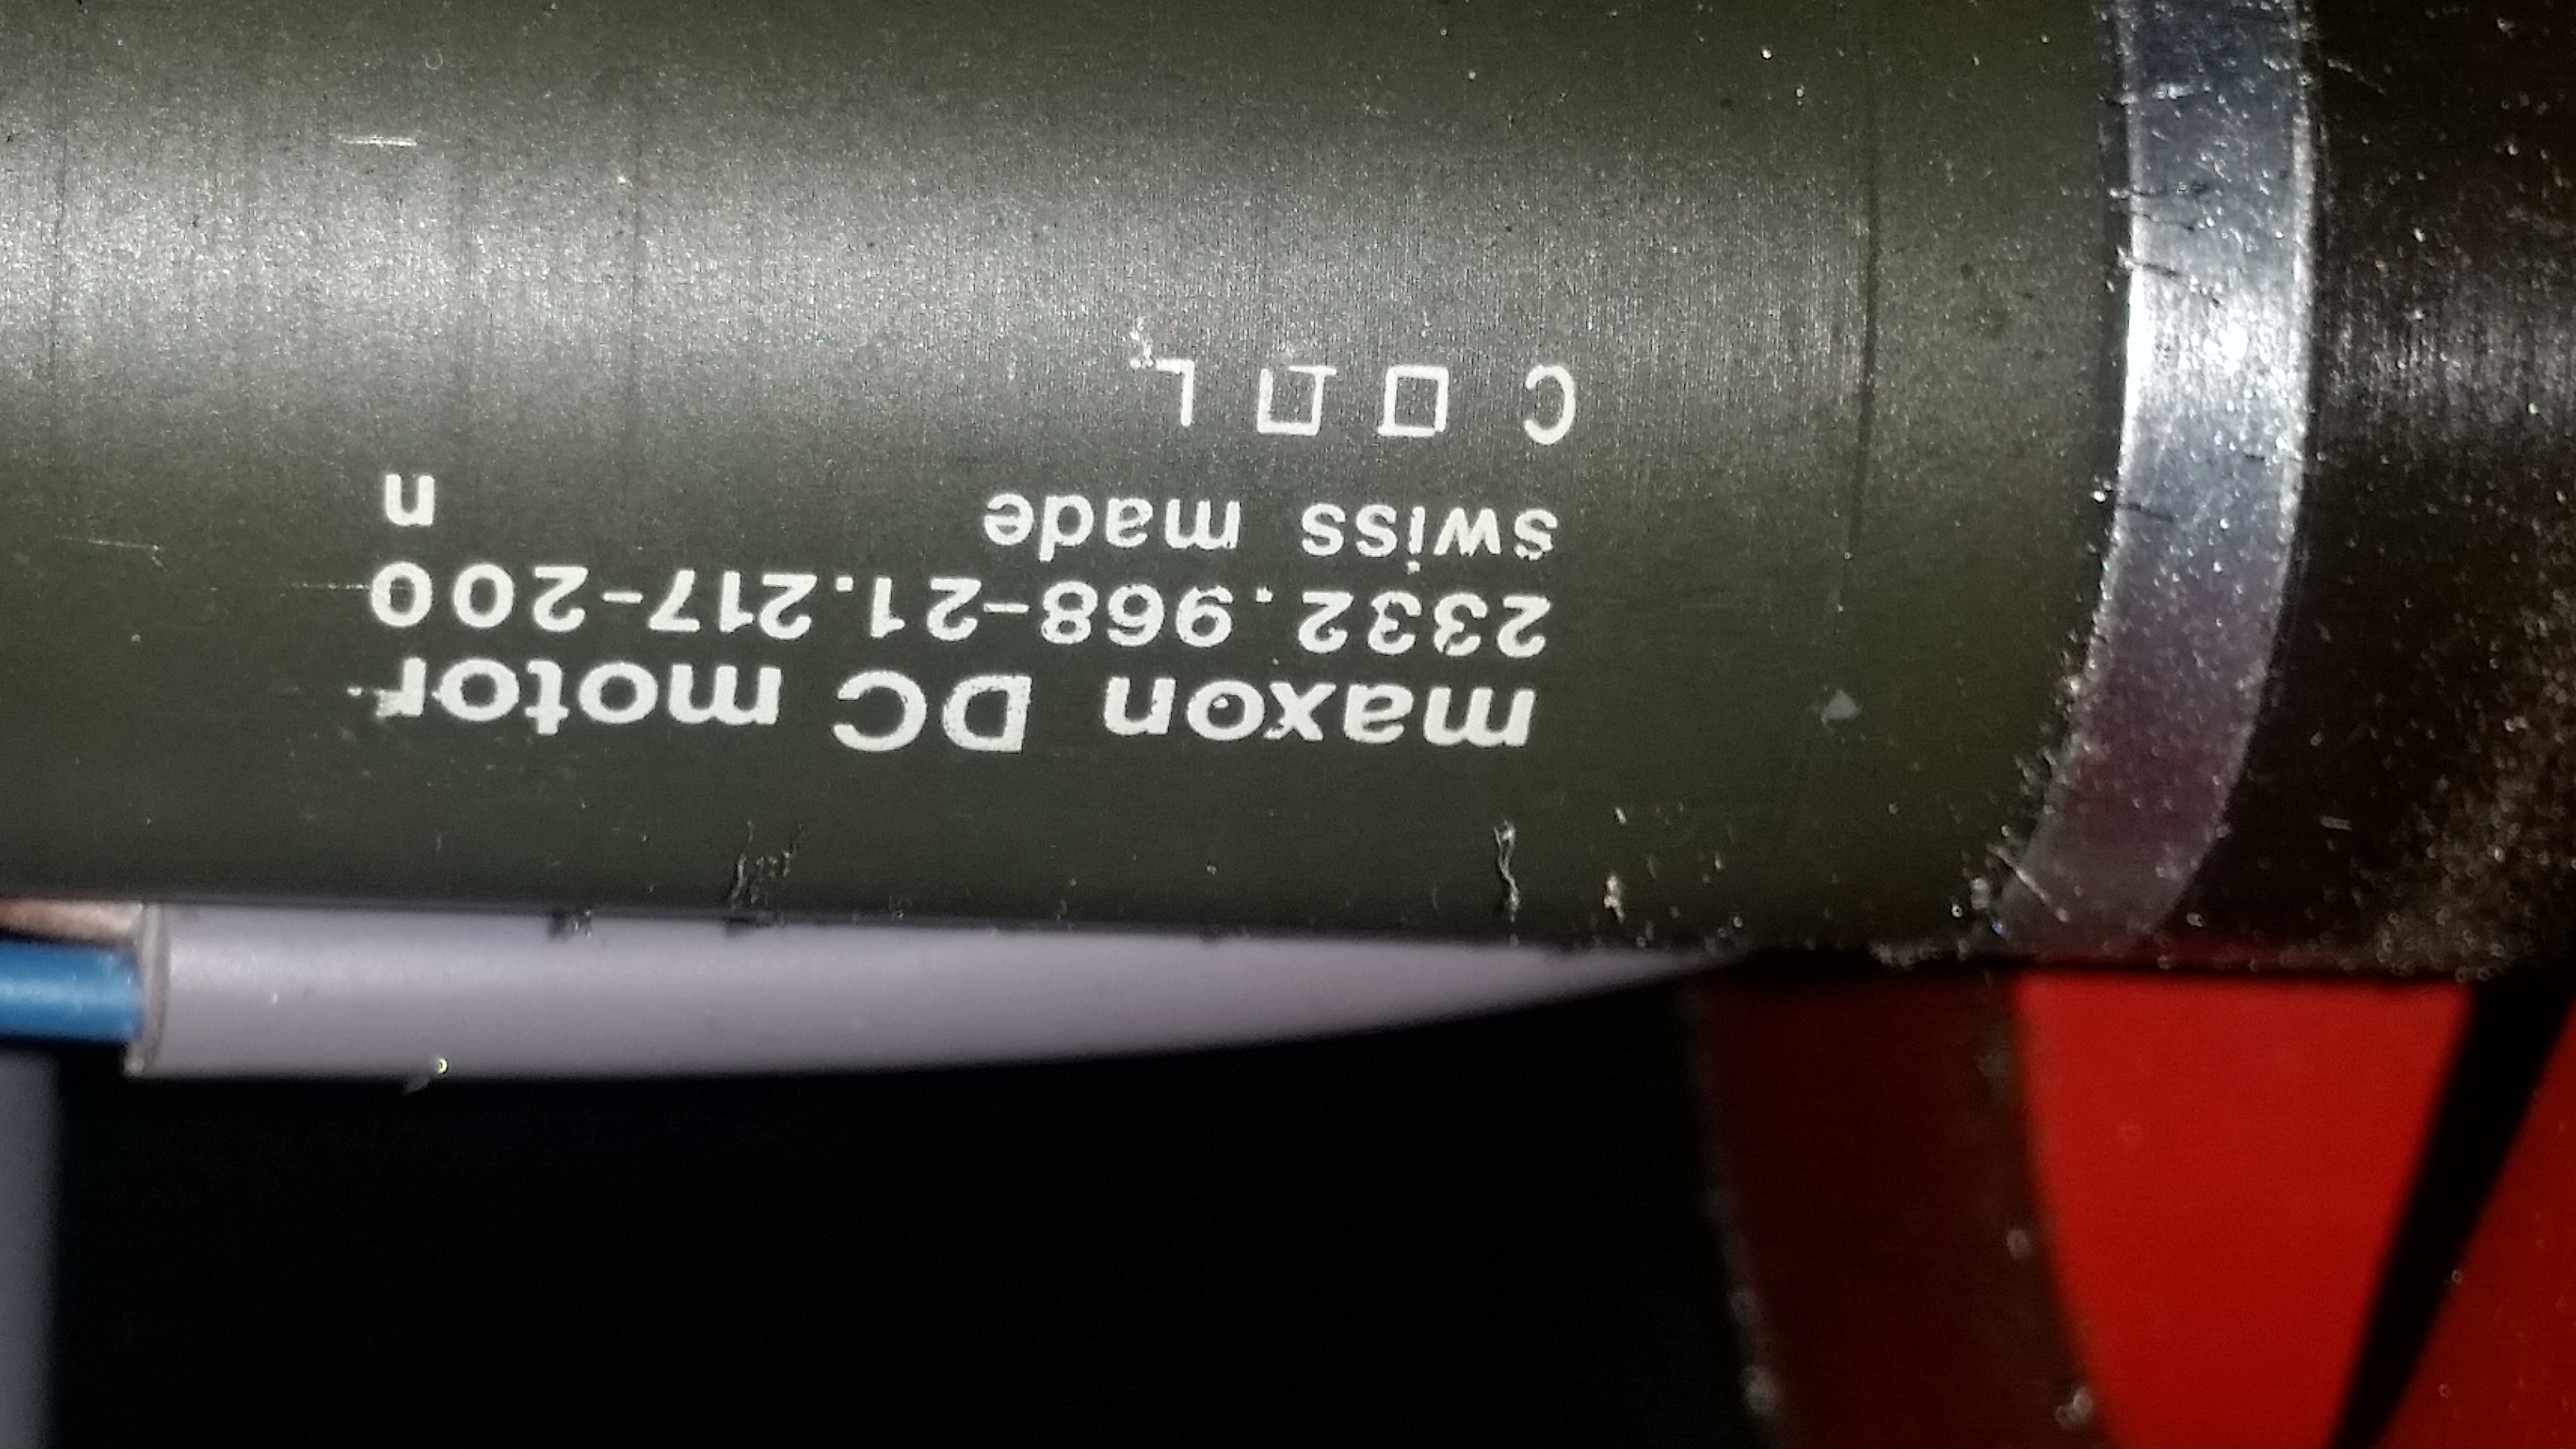 maxon DC motor
2332.968-21.217-200
swiss made n